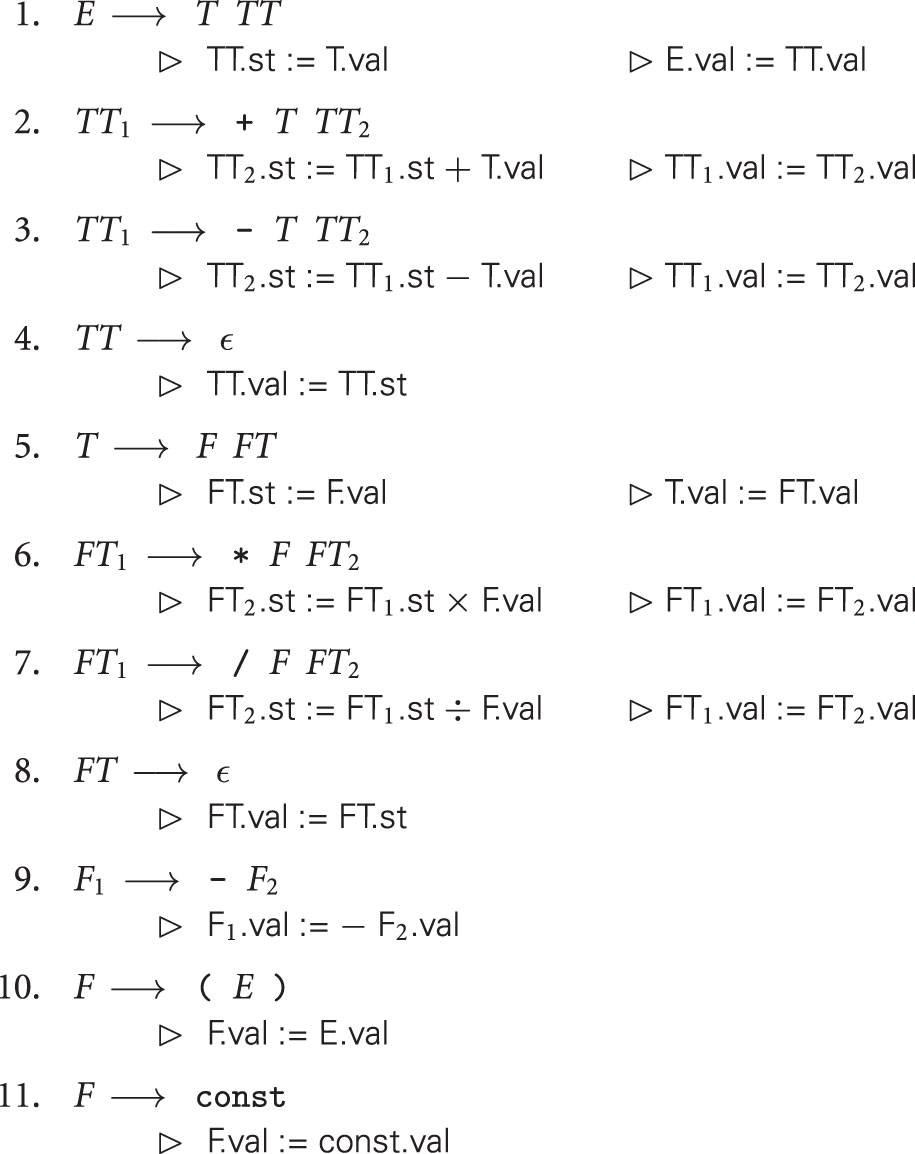 1. E ⟶ T TT
▷ TT.st := T.val ▷ E.val := TT.val
2. TT₁ ⟶ + T TT₂
▷ TT₂.st := TT₁.st + T.val ▷ TT₁.val := TT₂.val
3. TT₁ ⟶ - T TT₂
▷ TT₂.st := TT₁.st − T.val ▷ TT₁.val := TT₂.val
4. TT ⟶ ϵ
▷ TT.val := TT.st
5. T ⟶ F FT
▷ FT.st := F.val ▷ T.val := FT.val
6. FT₁ ⟶ * F FT₂
▷ FT₂.st := FT₁.st × F.val ▷ FT₁.val := FT₂.val
7. FT₁ ⟶ / F FT₂
▷ FT₂.st := FT₁.st ÷ F.val ▷ FT₁.val := FT₂.val
8. FT ⟶ ϵ
▷ FT.val := FT.st
9. F₁ ⟶ - F₂
▷ F₁.val := − F₂.val
10. F ⟶ ( E )
▷ F.val := E.val
11. F ⟶ const
▷ F.val := const.val